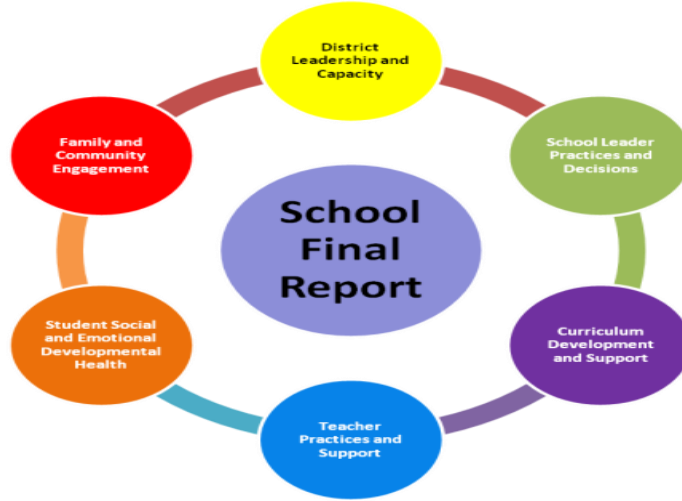 District
Leadership and
Capacity
Family and
Community
Engagement
School Leader
Practices and
Decisions
School
Final
Report
Student Social
and Emotional
Developmental
Health
Curriculum
Development
and Support
Teacher
Practices and
Support